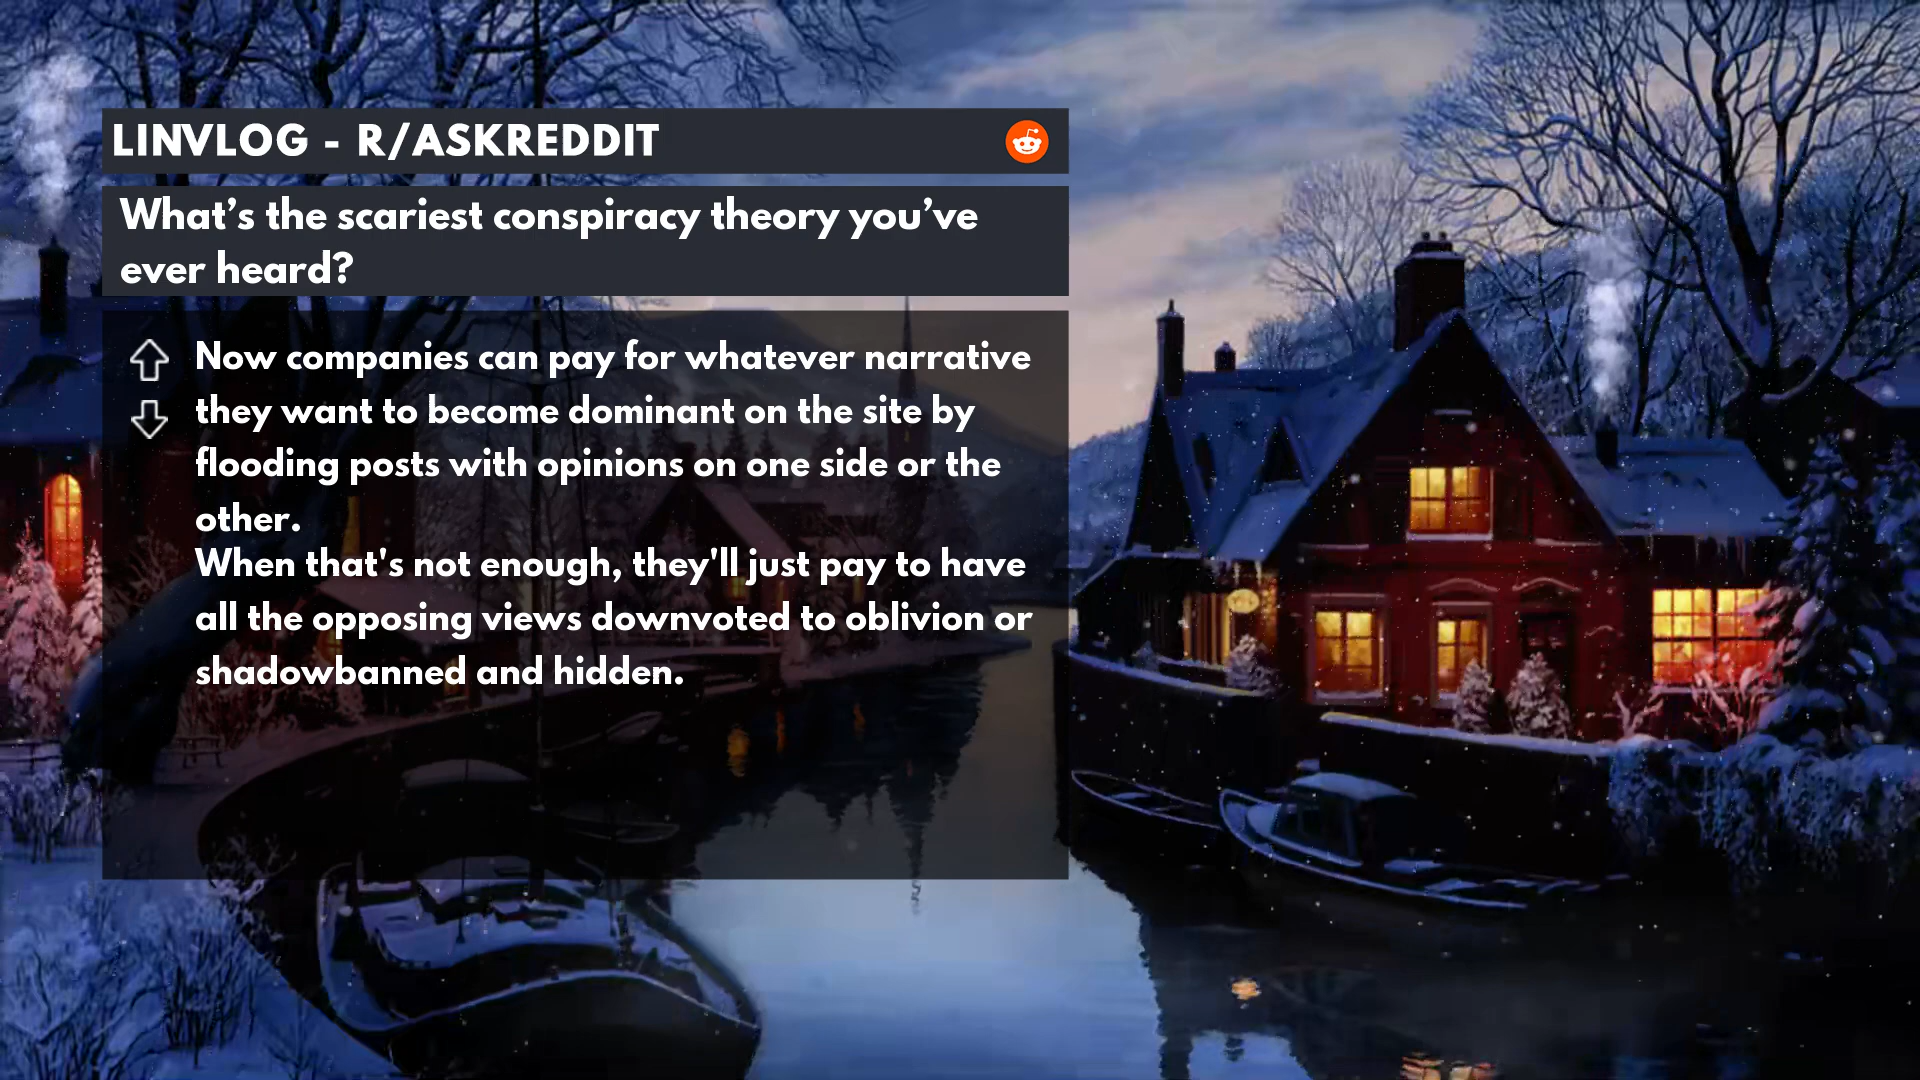 LINVLOG - R/ASKREDDIT
What’s the scariest conspiracy theory you’ve
ever heard?
Now companies can pay for whatever narrative
they want to become dominant on the site by
flooding posts with opinions on one side or the
other.
When that's not enough, they'll just pay to have
all the opposing views downvoted to oblivion or
shadowbanned and hidden.